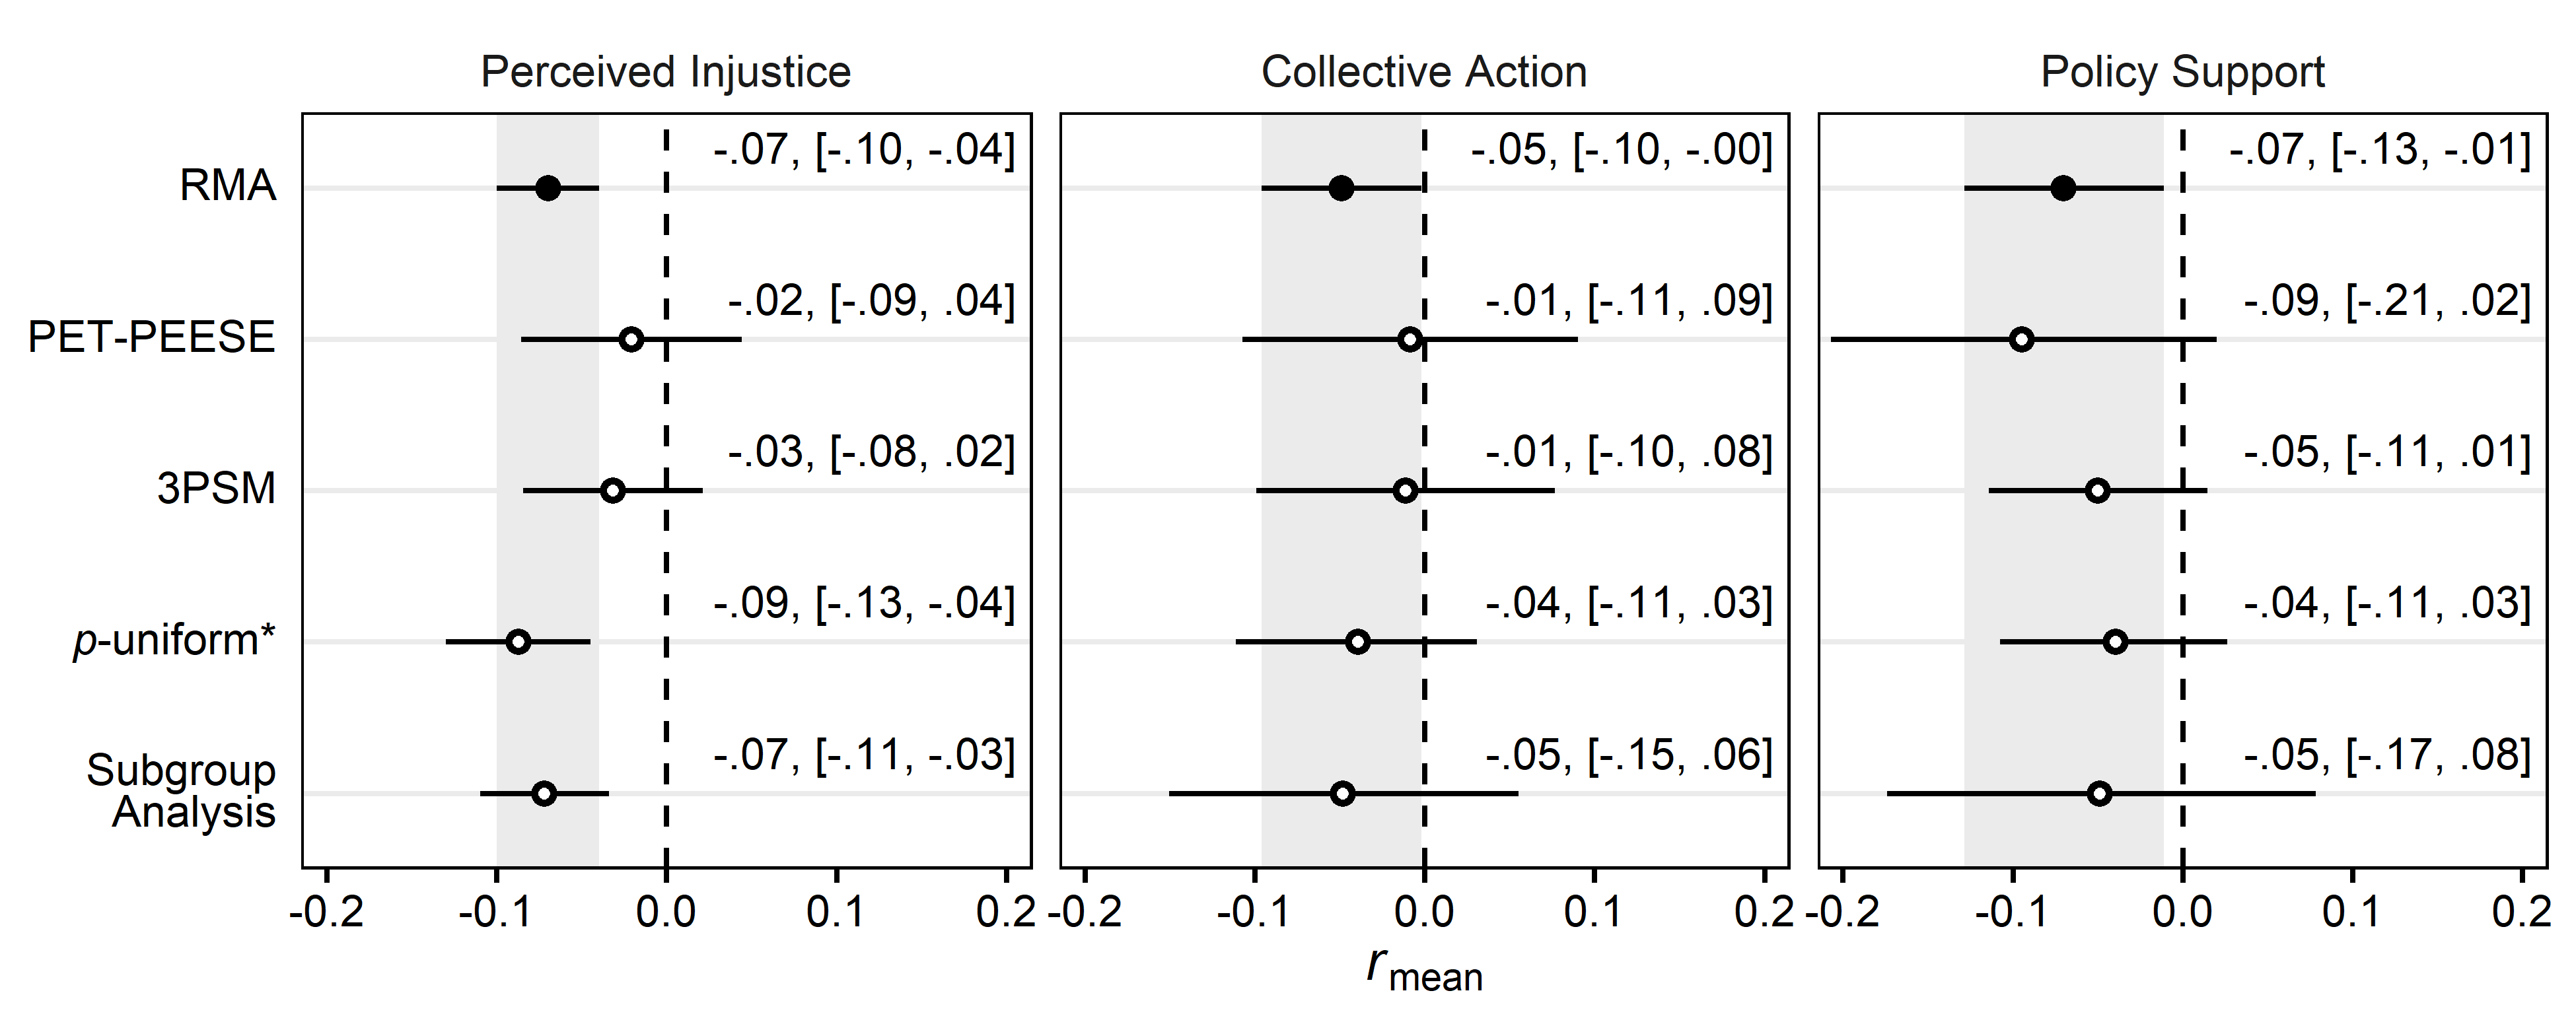 Perceived Injustice
Collective Action
Policy Support
RMA
-.07, [-.10, -.04]
-.05, [-.10, -.00]
-.07, [-.13, -.01]
PET-PEESE
-.02, [-.09, .04]
-.01, [-.11, .09]
-.09, [-.21, .02]
3PSM
-.03, [-.08, .02]
-.01, [-.10, .08]
-.05, [-.11, .01]
p-uniform*
-.09, [-.13, -.04]
-.04, [-.11, .03]
-.04, [-.11, .03]
Subgroup
Analysis
-.07, [-.11, -.03]
-.05, [-.15, .06]
-.05, [-.17, .08]
-0.2 -0.1 0.0 0.1 0.2
-0.2 -0.1 0.0 0.1 0.2
-0.2 -0.1 0.0 0.1 0.2
r mean